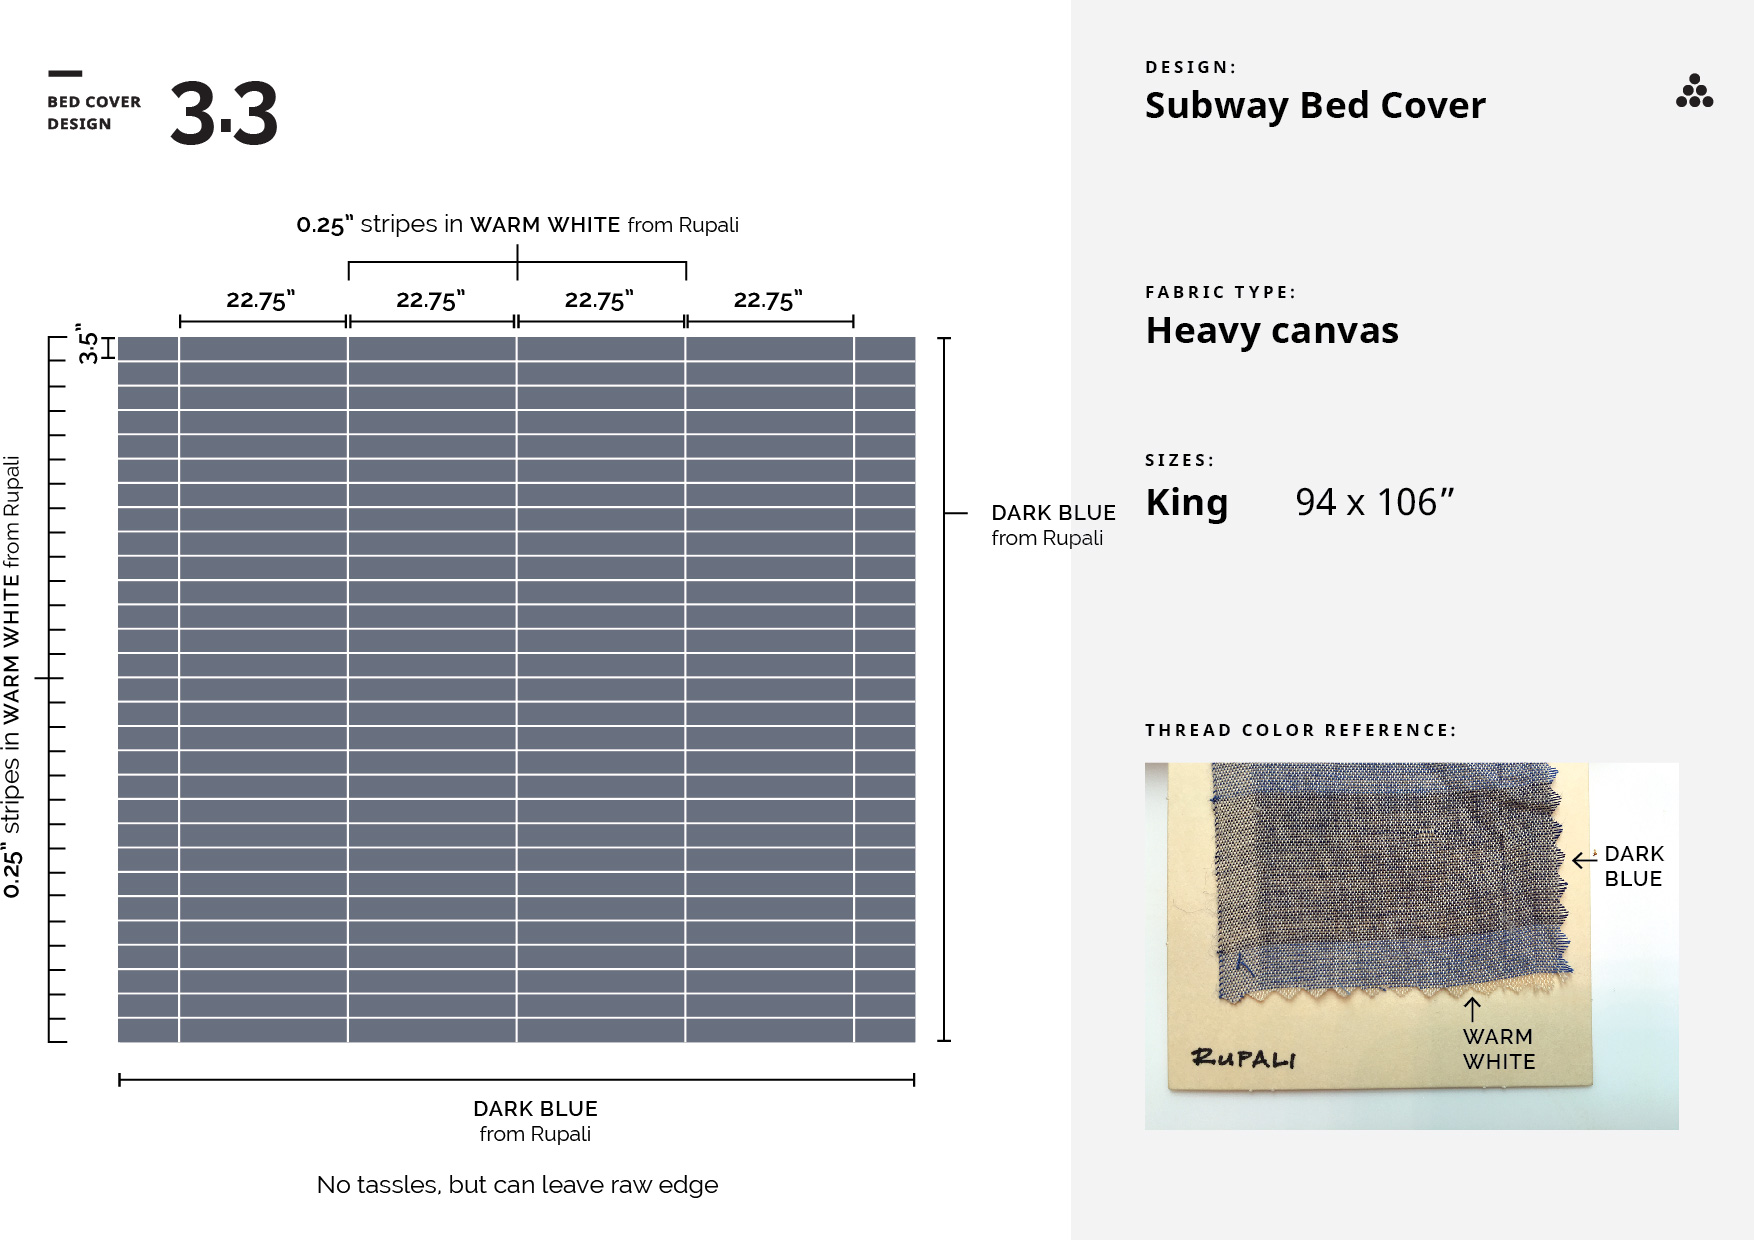 BED COVER
DESIGN
3.3
0.25” stripes in WARM WHITE from Rupali
22.75” 22.75” 22.75” 22.75”
3.5”
0.25” stripes in WARM WHITE from Rupali
DARK BLUE
from Rupali
DARK BLUE
from Rupali
No tassles, but can leave raw edge
DESIGN:
Subway Bed Cover
FABRIC TYPE:
Heavy canvas
SIZES:
King 94 x 106”
THREAD COLOR REFERENCE:
DARK
BLUE
WARM
WHITE
RUPALI